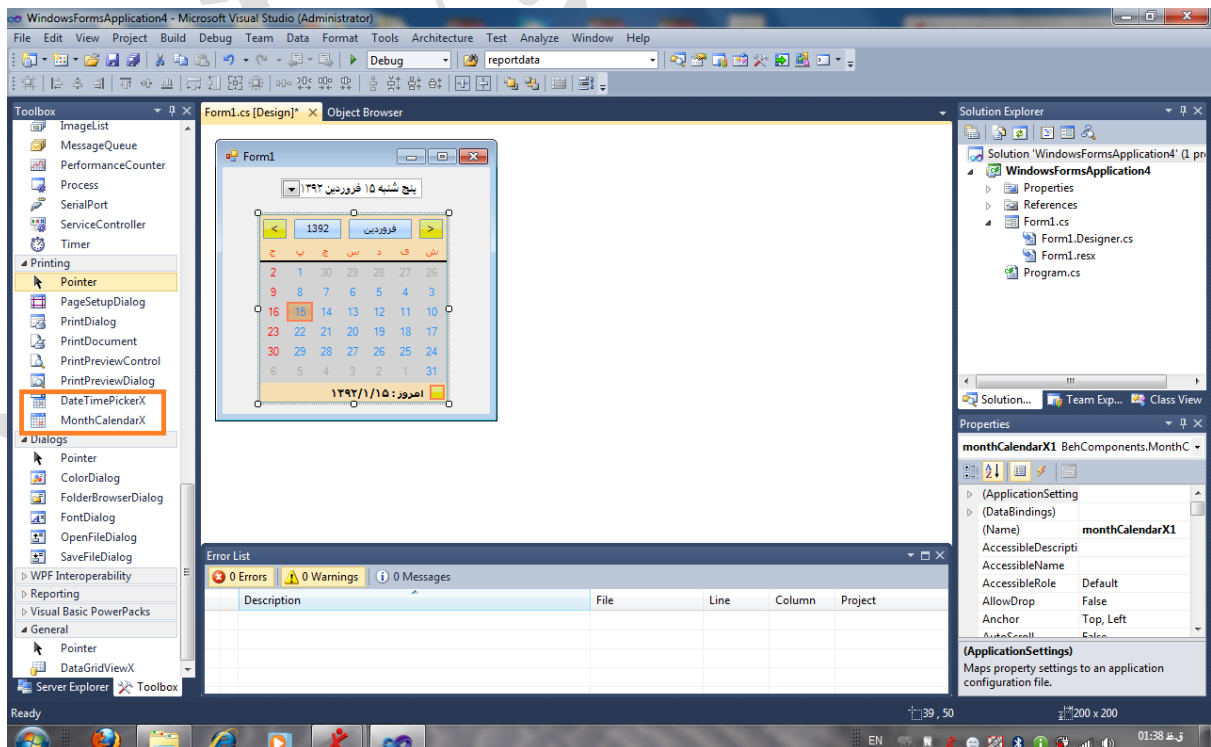 WindowsFormsApplication4 - Microsoft Visual Studio (Administrator)
File Edit View Project Build Debug Team Data Format Tools Architecture Test Analyze Window Help
Debug reportdata
Toolbox
ImageList
MessageQueue
PerformanceCounter
Process
SerialPort
ServiceController
Timer
Printing
Pointer
PageSetupDialog
PrintDialog
PrintDocument
PrintPreviewControl
PrintPreviewDialog
DateTimePickerX
MonthCalendarX
Dialogs
Pointer
ColorDialog
FolderBrowserDialog
FontDialog
OpenFileDialog
SaveFileDialog
WPF Interoperability
Reporting
Visual Basic PowerPacks
General
Pointer
DataGridViewX
Server Explorer Toolbox
Form1.cs [Design]* Object Browser
Form1
پنج شنبه ۱۵ فروردین ۱۳۹۲
< 1392 فروردین >
ج پ چ س د ی ش
2 1 30 29 28 27 26
9 8 7 6 5 4 3
16 15 14 13 12 11 10
23 22 21 20 19 18 17
30 29 28 27 26 25 24
6 5 4 3 2 1 31
امروز : ۱۳۹۲/۱/۱۵
Error List
0 Errors 0 Warnings 0 Messages
Description File Line Column Project
Solution Explorer
Solution 'WindowsFormsApplication4' (1 pr
WindowsFormsApplication4
Properties
References
Form1.cs
Form1.Designer.cs
Form1.resx
Program.cs
Solution... Team Exp... Class View
Properties
monthCalendarX1 BehComponents.MonthC
(ApplicationSetting
(DataBindings)
(Name) monthCalendarX1
AccessibleDescripti
AccessibleName
AccessibleRole Default
AllowDrop False
Anchor Top, Left
AutoScroll False
(ApplicationSettings)
Maps property settings to an application
configuration file.
Ready 39 , 50 200 x 200
EN 01:38 ق.ظ